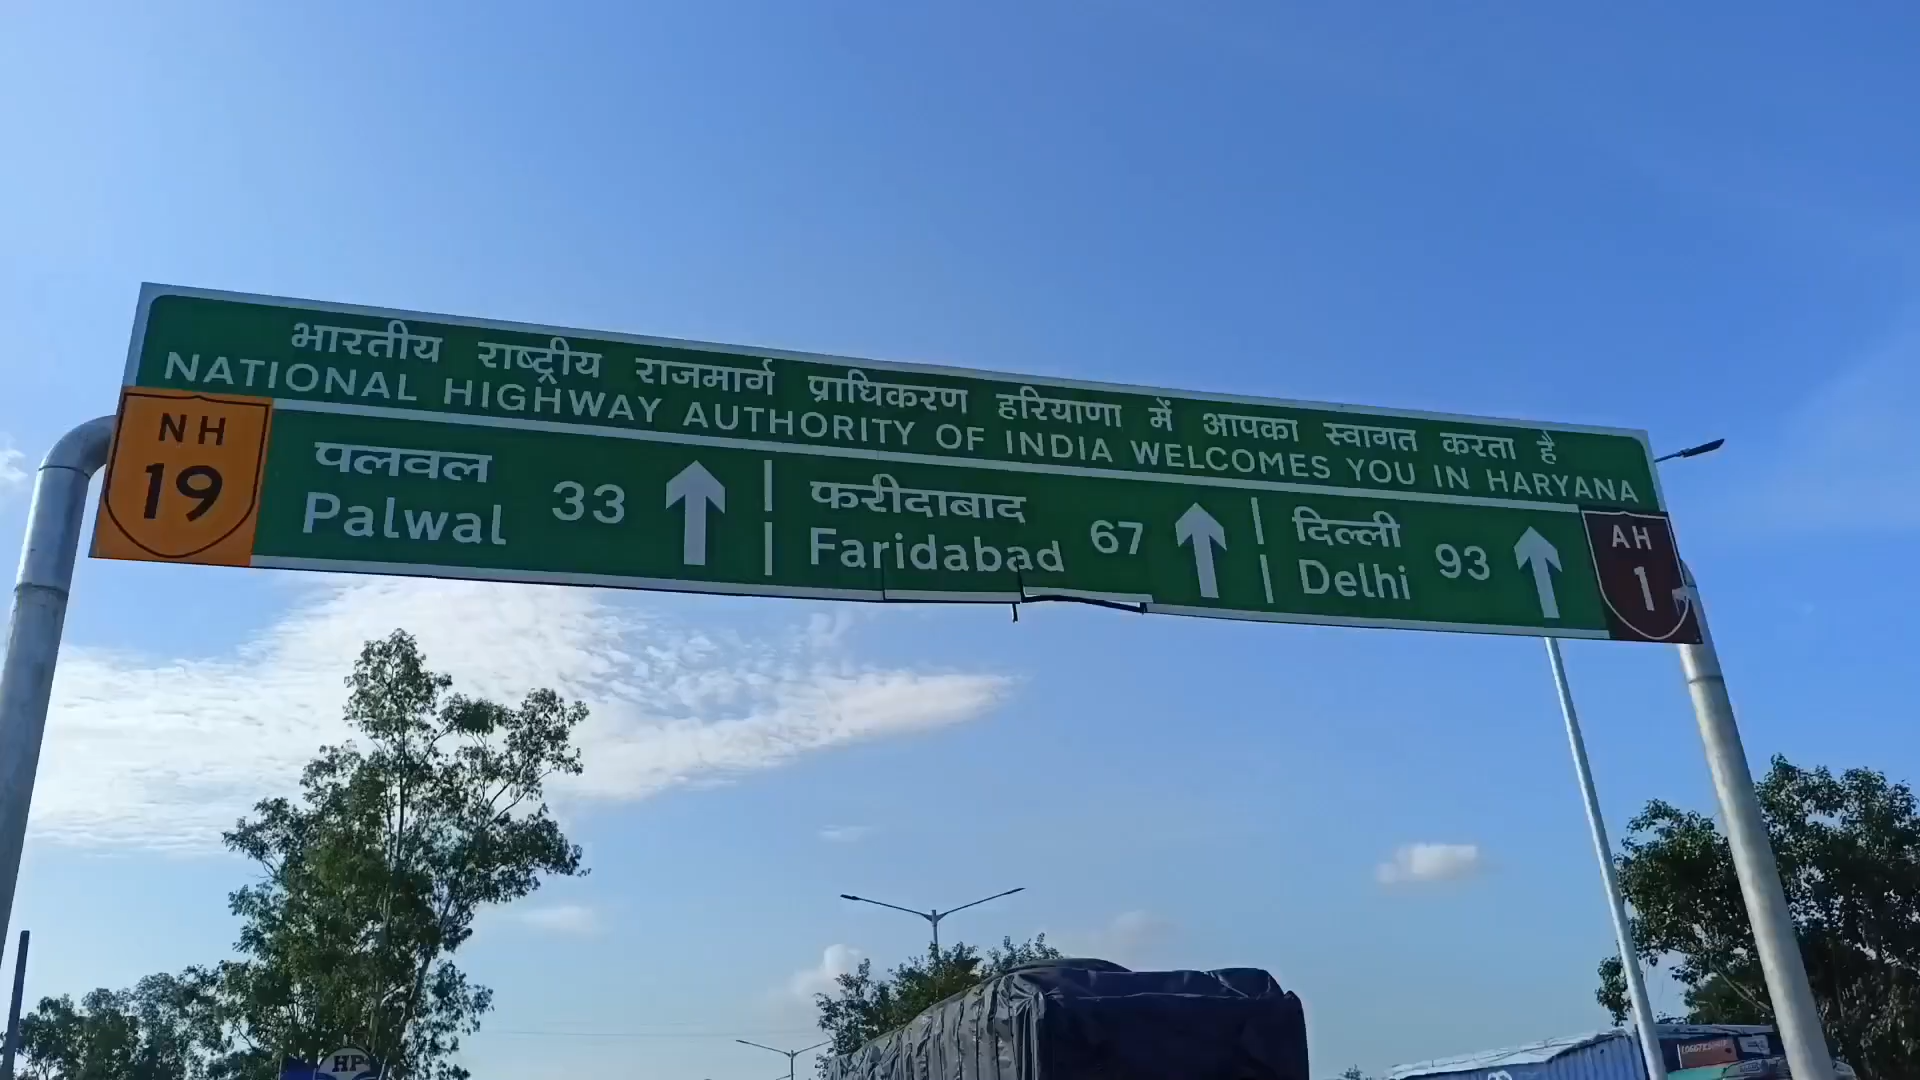 भारतीय राष्ट्रीय राजमार्ग प्राधिकरण हरियाणा में आपका स्वागत करता है
NATIONAL HIGHWAY AUTHORITY OF INDIA WELCOMES YOU IN HARYANA
NH
19
पलवल
Palwal
33
फरीदाबाद
Faridabad
67
दिल्ली
Delhi
93
AH
1
HP